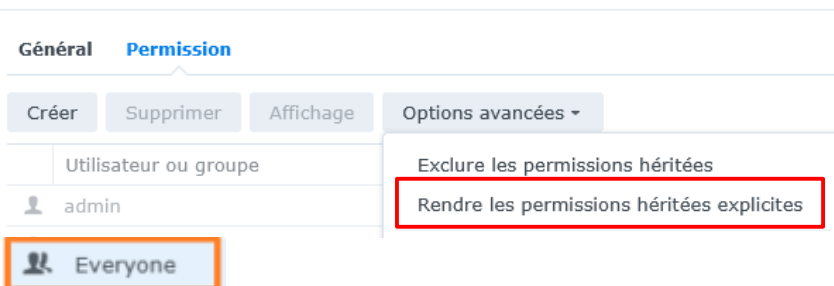 Général Permission
Créer Supprimer Affichage Options avancées
Utilisateur ou groupe
Exclure les permissions héritées
admin
Rendre les permissions héritées explicites
Everyone